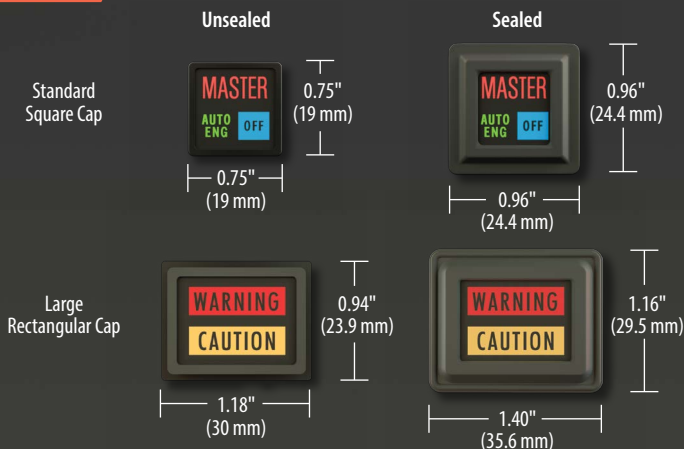 Unsealed
Sealed
Standard
Square Cap
MASTER
AUTO
ENG
OFF
0.75"
(19 mm)
0.75"
(19 mm)
MASTER
AUTO
ENG
OFF
0.96"
(24.4 mm)
0.96"
(24.4 mm)
Large
Rectangular Cap
WARNING
CAUTION
0.94"
(23.9 mm)
1.18"
(30 mm)
WARNING
CAUTION
1.16"
(29.5 mm)
1.40"
(35.6 mm)